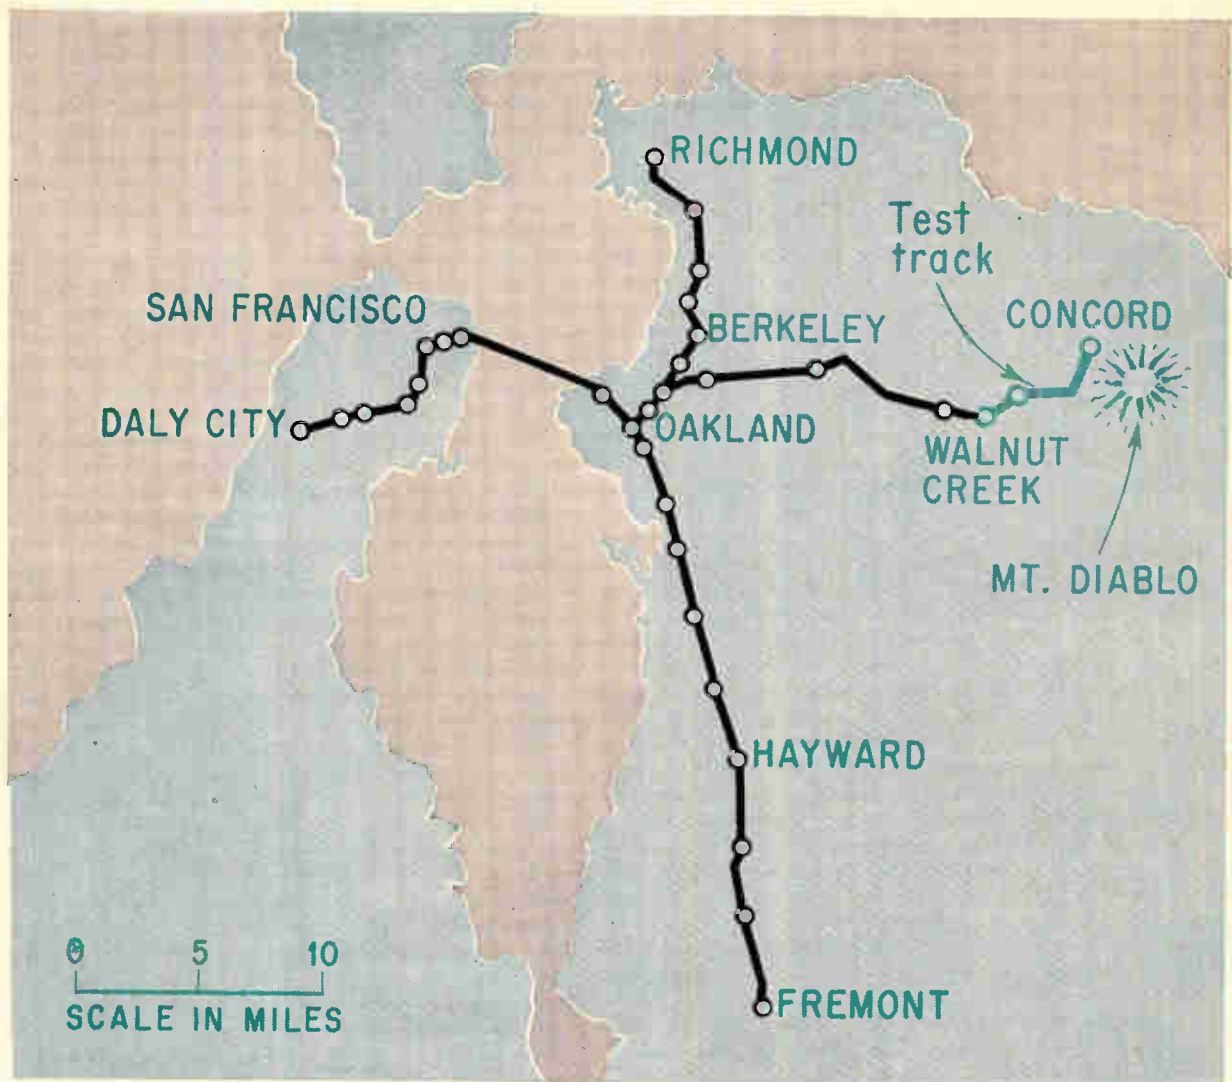 RICHMOND
Test
track
SAN FRANCISCO
CONCORD
BERKELEY
DALY CITY
OAKLAND
WALNUT
CREEK
MT. DIABLO
HAYWARD
0 5 10
SCALE IN MILES
FREMONT